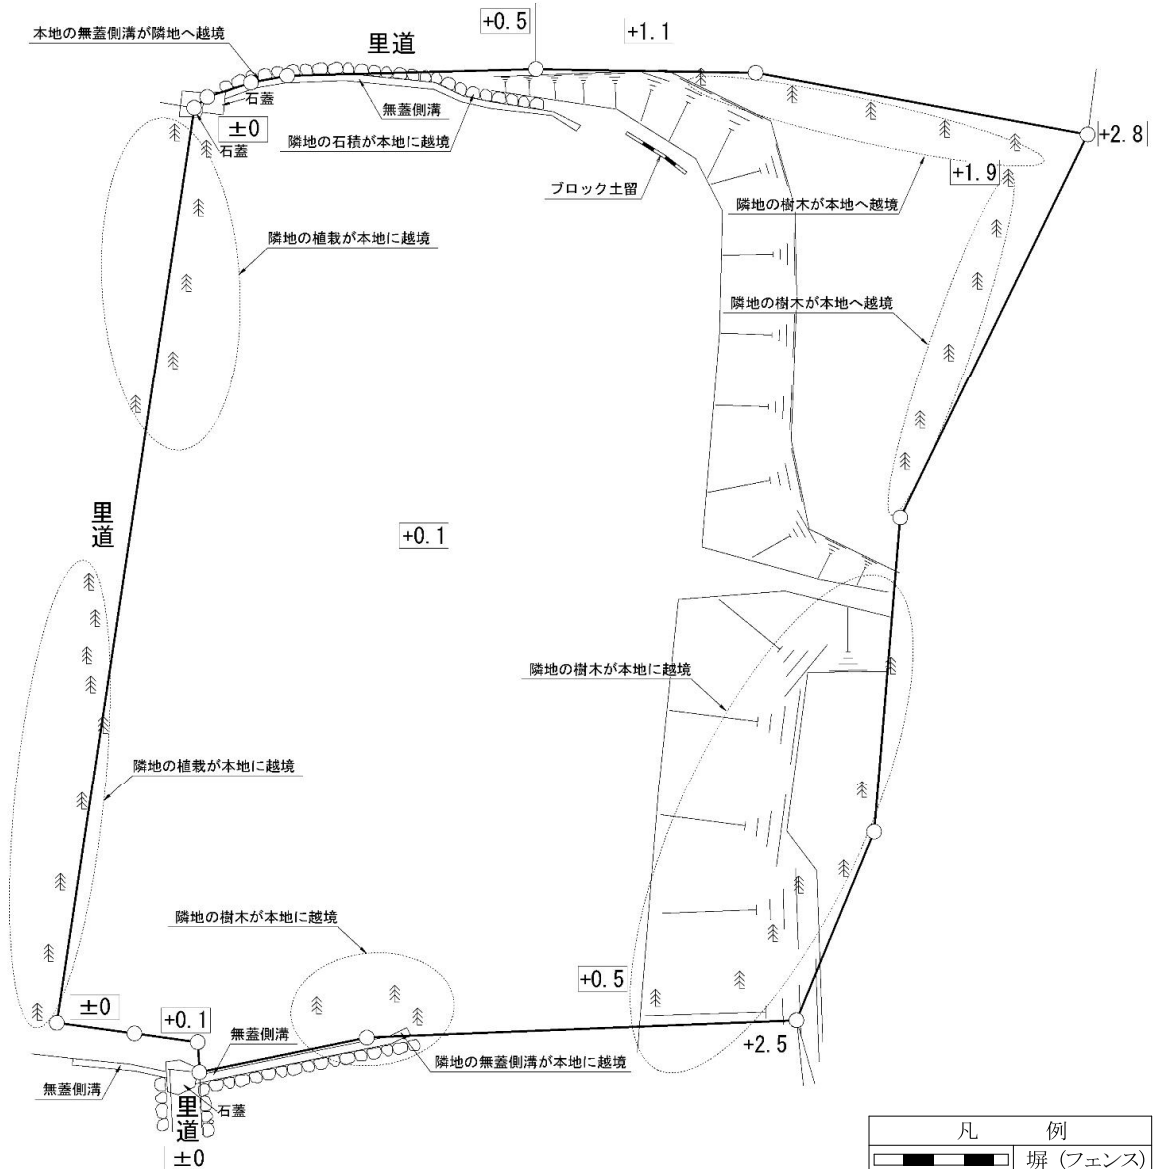 +0.5
+1.1
本地の無蓋側溝が隣地へ越境
里道
石蓋
無蓋側溝
±0
石蓋
隣地の石積が本地に越境
+2.8
+1.9
ブロック土留
隣地の樹木が本地へ越境
隣地の植栽が本地に越境
隣地の樹木が本地へ越境
里道
+0.1
隣地の樹木が本地に越境
隣地の植栽が本地に越境
隣地の樹木が本地に越境
+0.5
±0
+0.1
無蓋側溝
+2.5
隣地の無蓋側溝が本地に越境
無蓋側溝
里道
石蓋
±0
凡 例
塀 (フェンス)